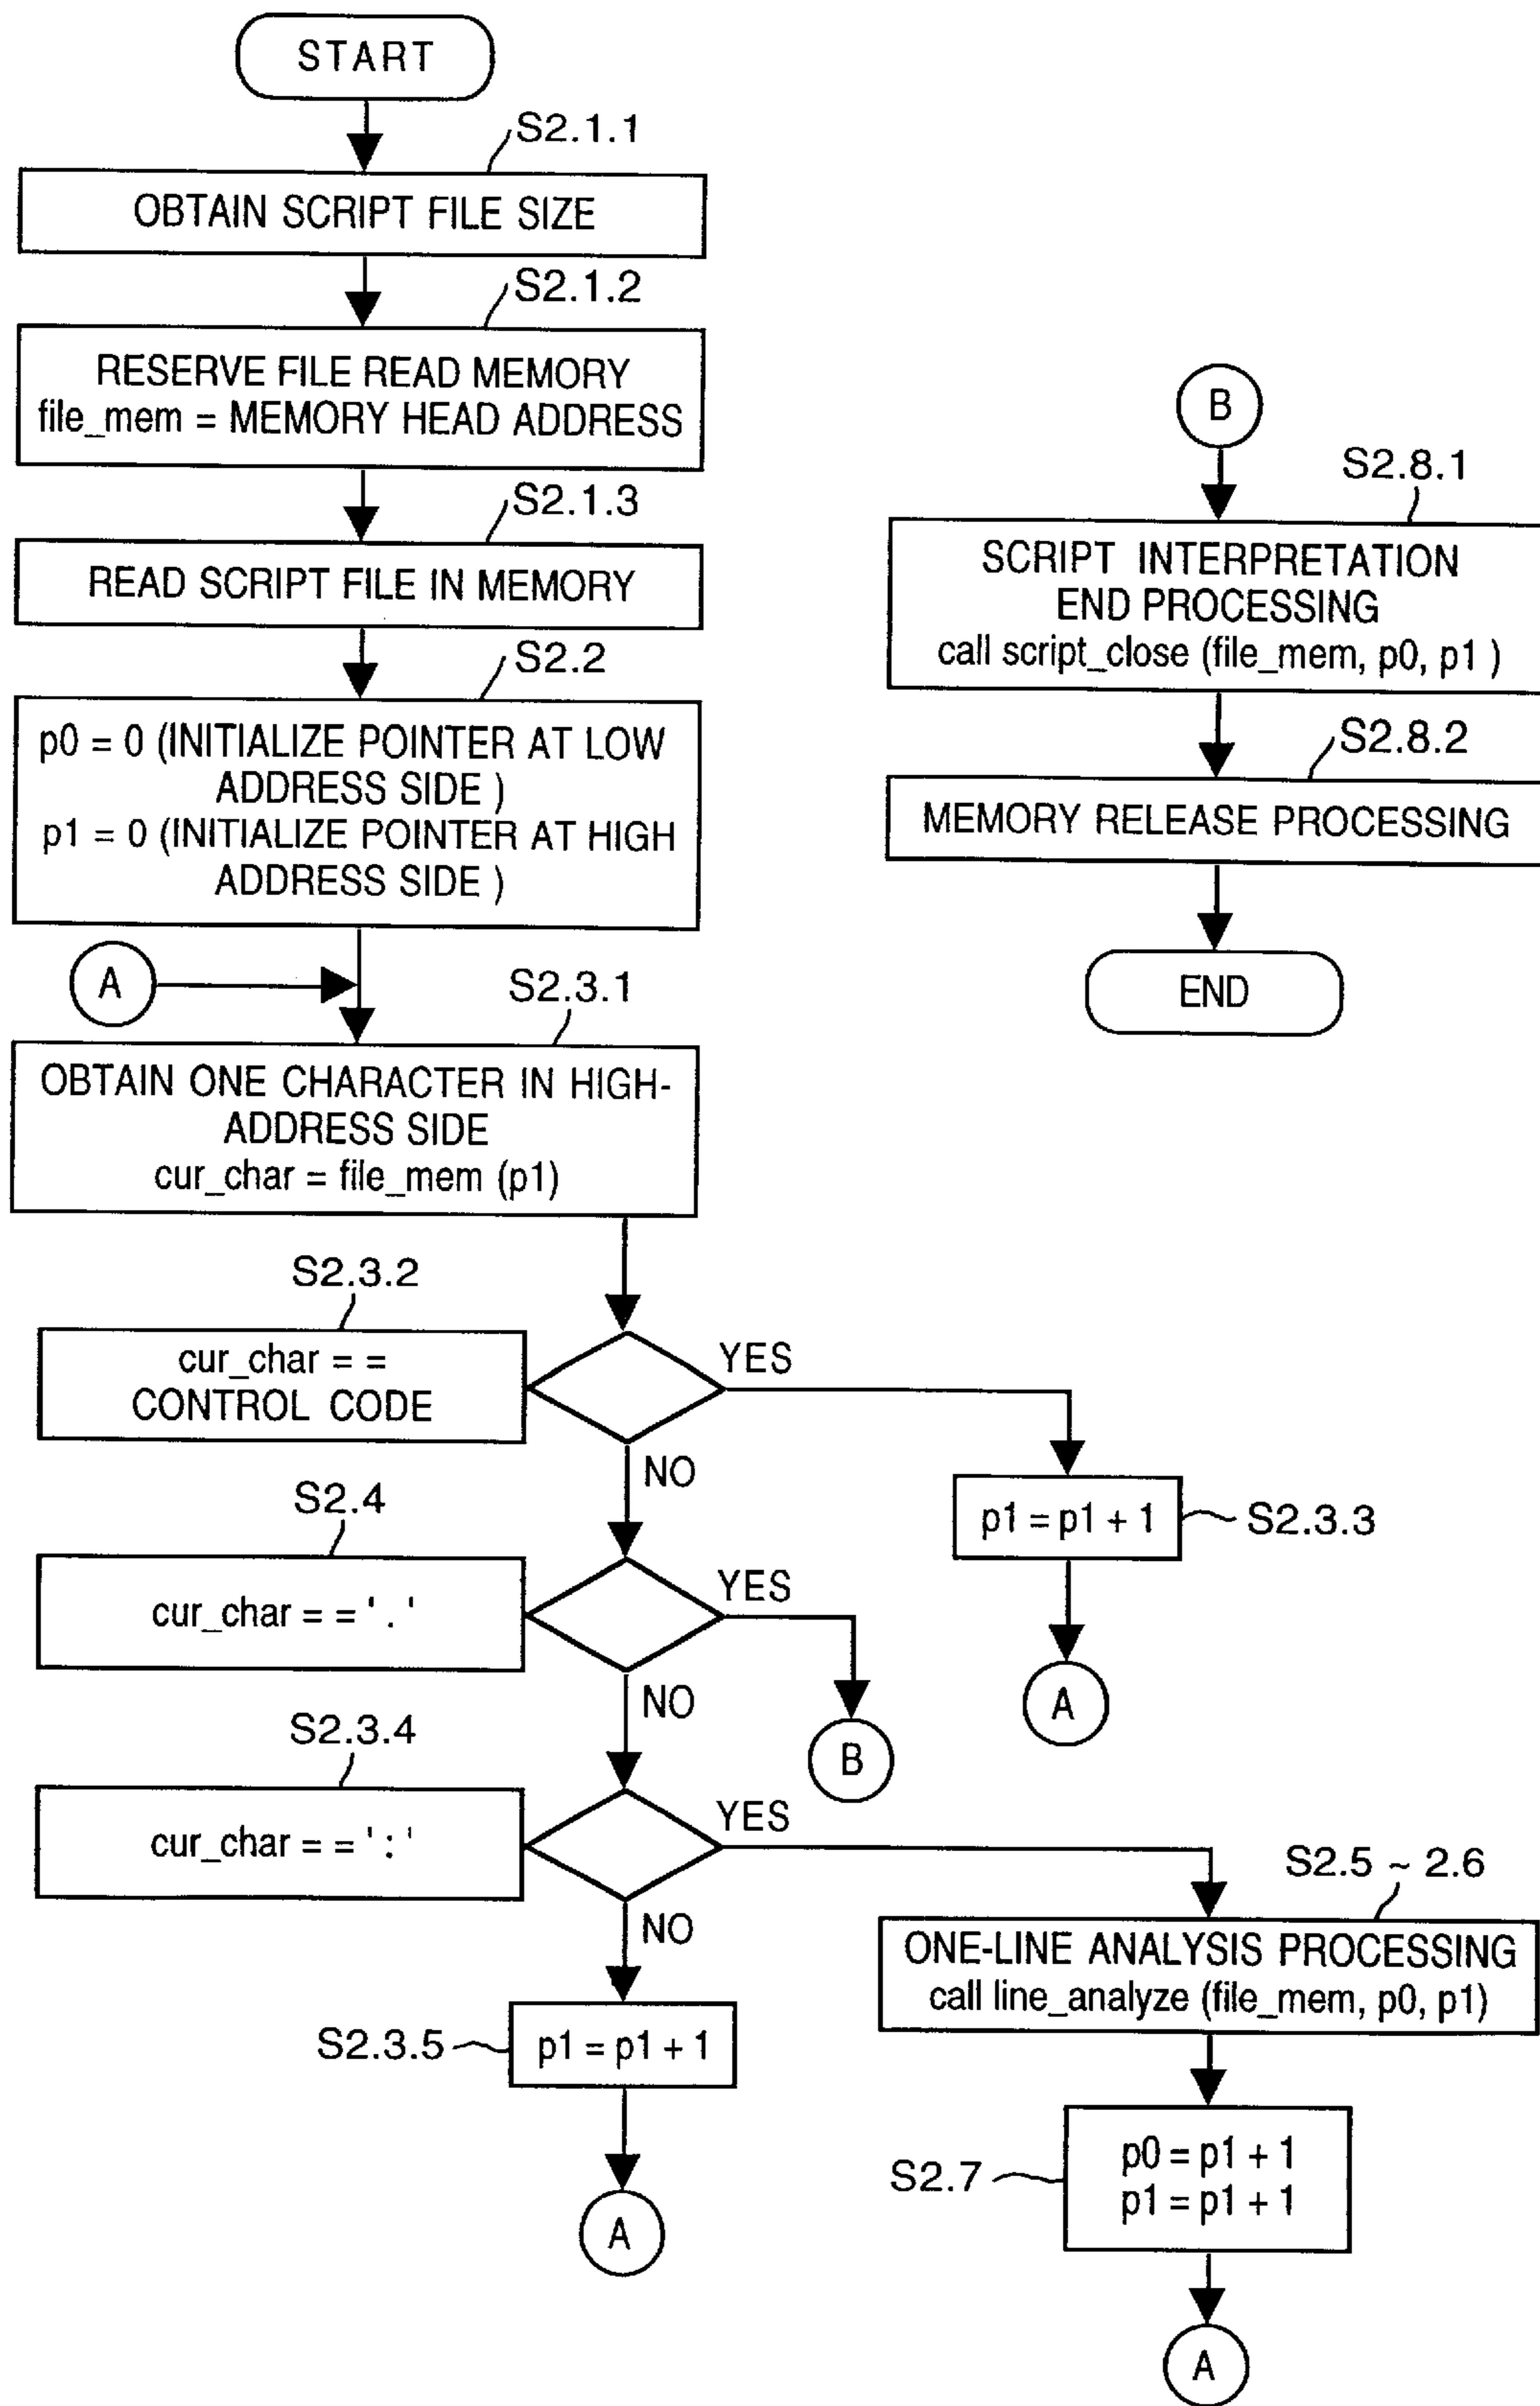 START
S2.1.1
OBTAIN SCRIPT FILE SIZE
S2.1.2
RESERVE FILE READ MEMORY
file_mem = MEMORY HEAD ADDRESS
S2.1.3
READ SCRIPT FILE IN MEMORY
S2.2
p0 = 0 (INITIALIZE POINTER AT LOW
ADDRESS SIDE )
p1 = 0 (INITIALIZE POINTER AT HIGH
ADDRESS SIDE )
A
S2.3.1
OBTAIN ONE CHARACTER IN HIGH-
ADDRESS SIDE
cur_char = file_mem (p1)
S2.3.2
cur_char = =
CONTROL CODE
YES
NO
p1 = p1 + 1
S2.3.3
A
S2.4
cur_char = = ' . '
YES
NO
B
S2.3.4
cur_char = = ' : '
YES
NO
S2.3.5
p1 = p1 + 1
A
S2.5 ~ 2.6
ONE-LINE ANALYSIS PROCESSING
call line_analyze (file_mem, p0, p1)
S2.7
p0 = p1 + 1
p1 = p1 + 1
A
B
S2.8.1
SCRIPT INTERPRETATION
END PROCESSING
call script_close (file_mem, p0, p1 )
S2.8.2
MEMORY RELEASE PROCESSING
END